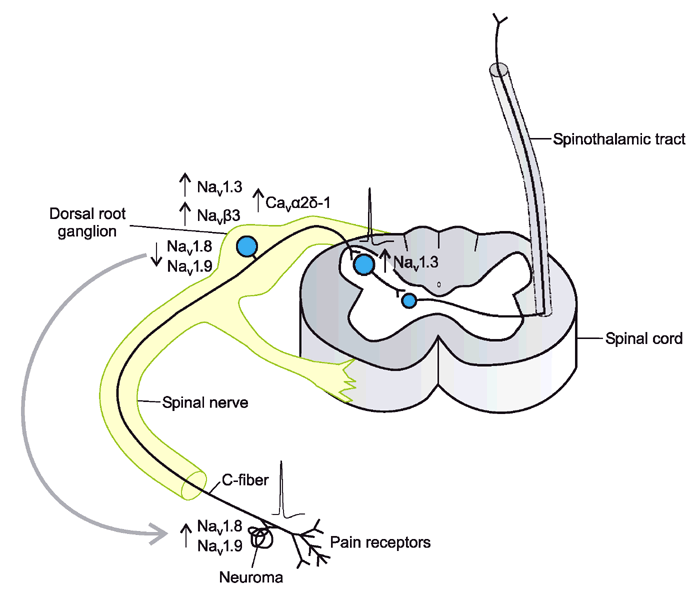 Spinothalamic tract
↑ Naᵥ1.3
↑ Naᵥβ3
↑ Caᵥα2δ-1
Dorsal root
ganglion
↓ Naᵥ1.8
Naᵥ1.9
↑ Naᵥ1.3
Spinal cord
Spinal nerve
C-fiber
↑ Naᵥ1.8
Naᵥ1.9
Pain receptors
Neuroma